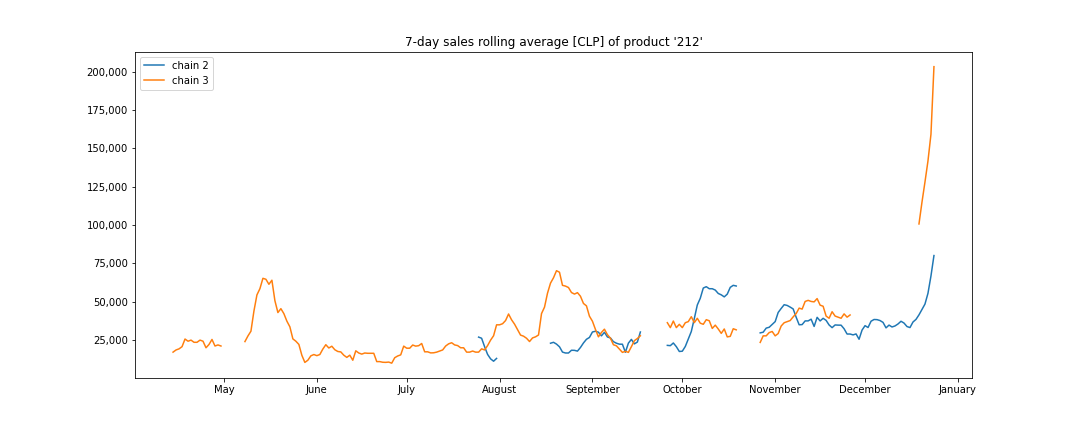 7-day sales rolling average [CLP] of product '212'
chain 2
chain 3
200,000
175,000
150,000
125,000
100,000
75,000
50,000
25,000
May June July August September October November December January